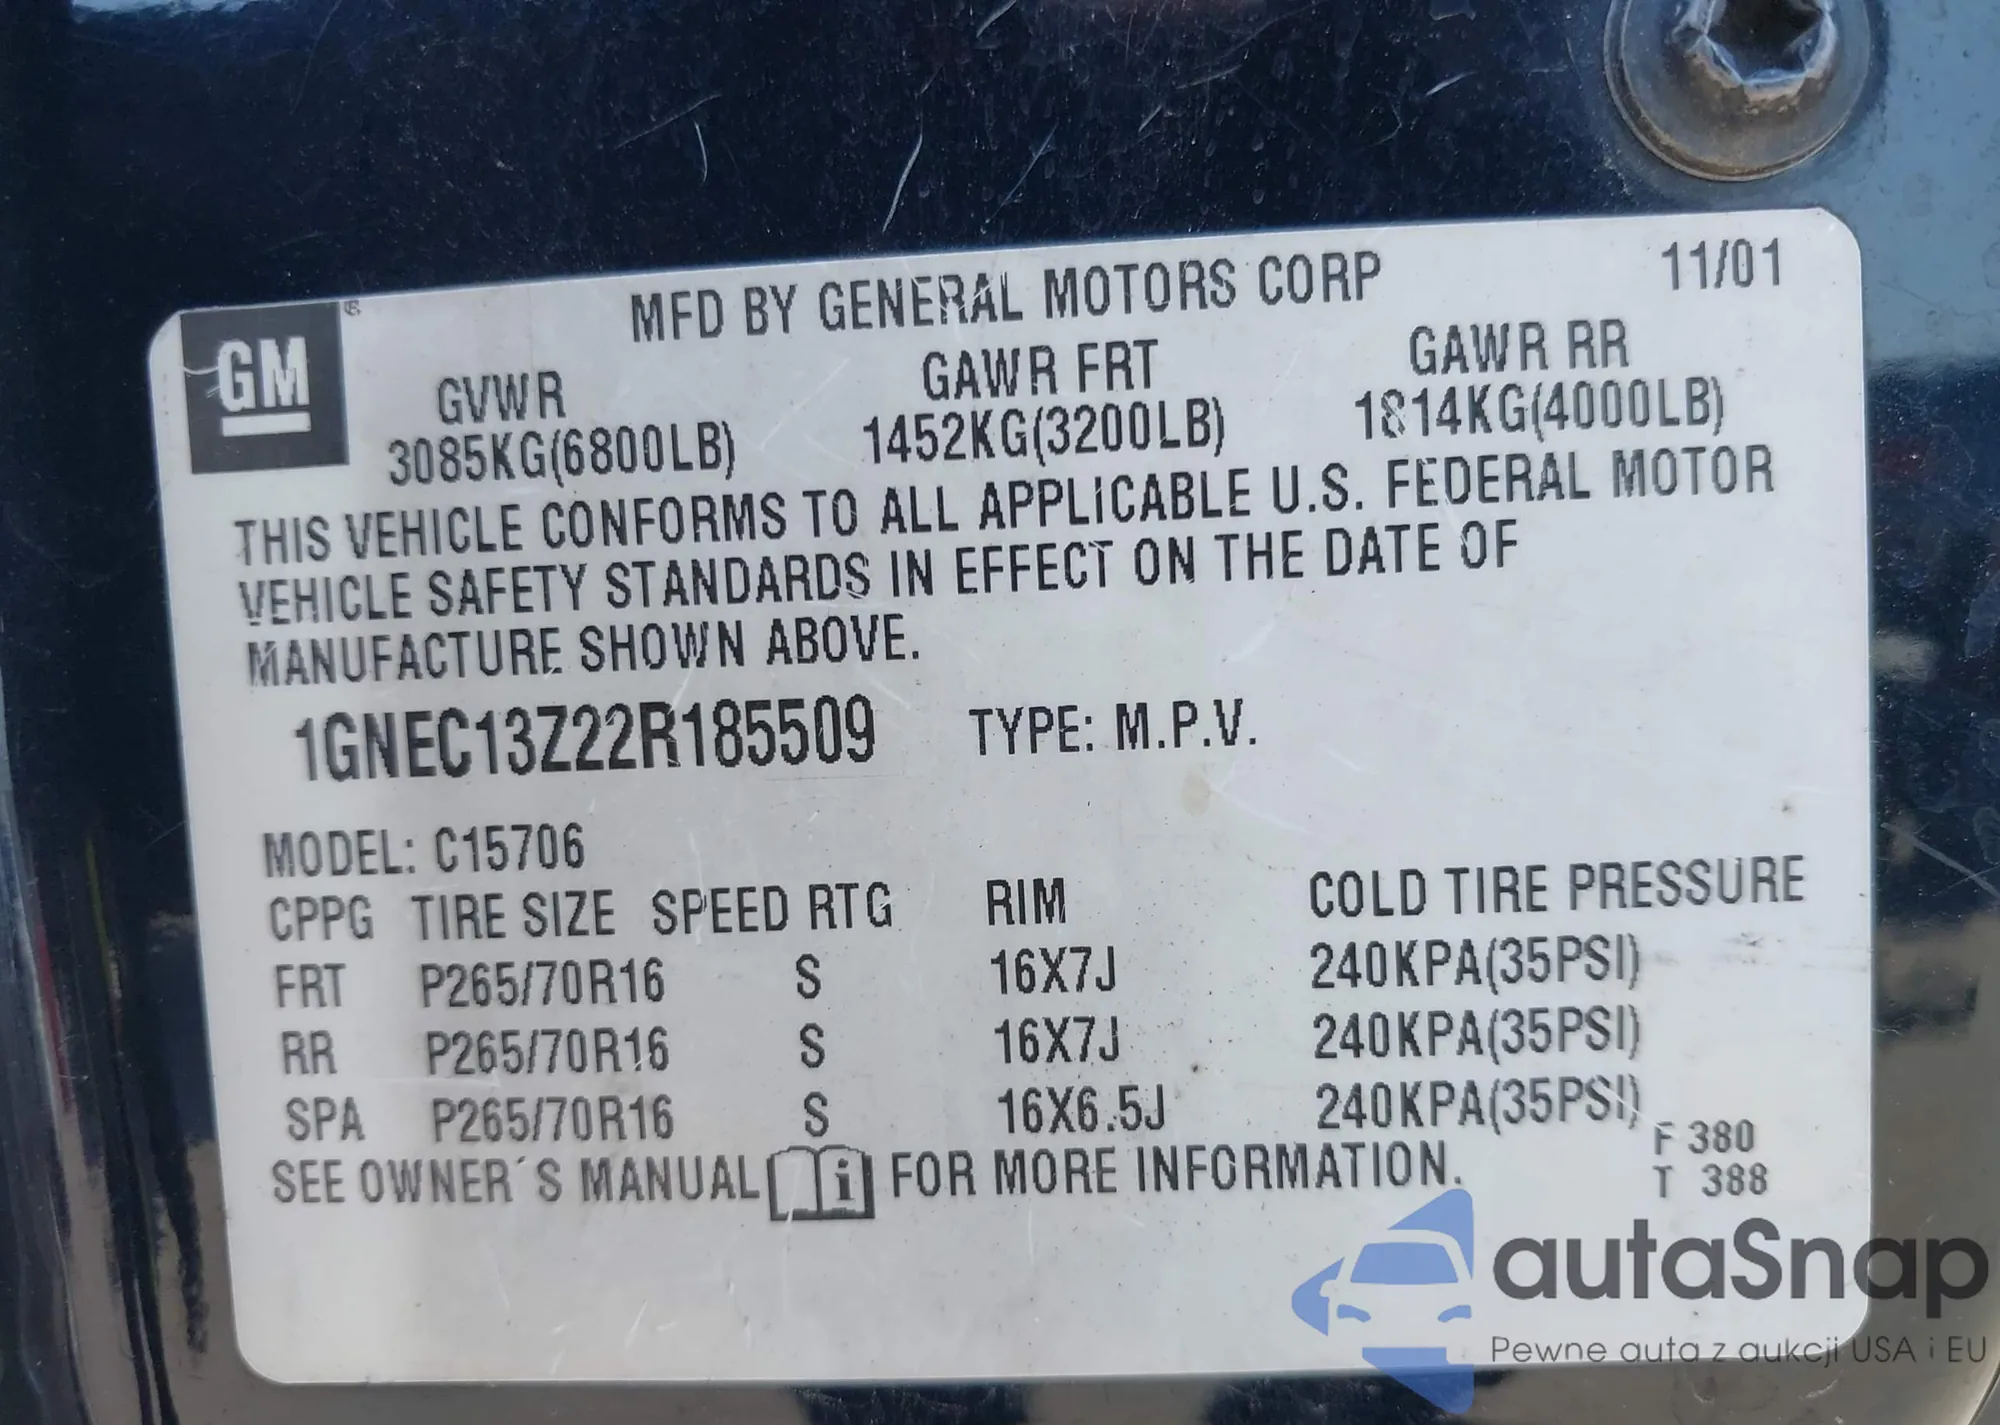 MFD BY GENERAL MOTORS CORP 11/01
GM
GVWR GAWR FRT GAWR RR
3085KG(6800LB) 1452KG(3200LB) 1814KG(4000LB)
THIS VEHICLE CONFORMS TO ALL APPLICABLE U.S. FEDERAL MOTOR
VEHICLE SAFETY STANDARDS IN EFFECT ON THE DATE OF
MANUFACTURE SHOWN ABOVE.
1GNEC13Z22R185509 TYPE: M.P.V.
MODEL: C15706
CPPG TIRE SIZE SPEED RTG RIM COLD TIRE PRESSURE
FRT P265/70R16 S 16X7J 240KPA(35PSI)
RR P265/70R16 S 16X7J 240KPA(35PSI)
SPA P265/70R16 S 16X6.5J 240KPA(35PSI)
SEE OWNER´S MANUAL i FOR MORE INFORMATION.
F 380
T 388
autaSnap
Pewne auta z aukcji USA i EU